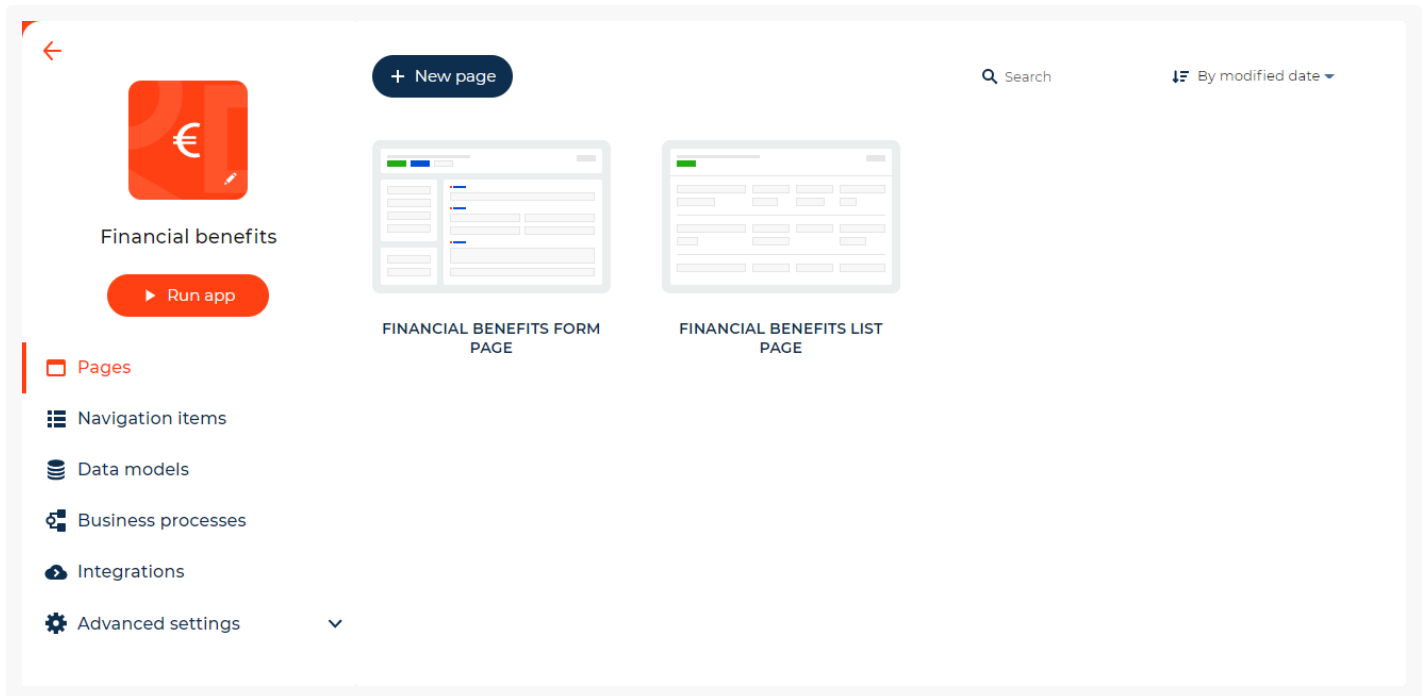 €
Financial benefits
Run app
Pages
Navigation items
Data models
Business processes
Integrations
Advanced settings
+ New page
Search
By modified date
FINANCIAL BENEFITS FORM
PAGE
FINANCIAL BENEFITS LIST
PAGE